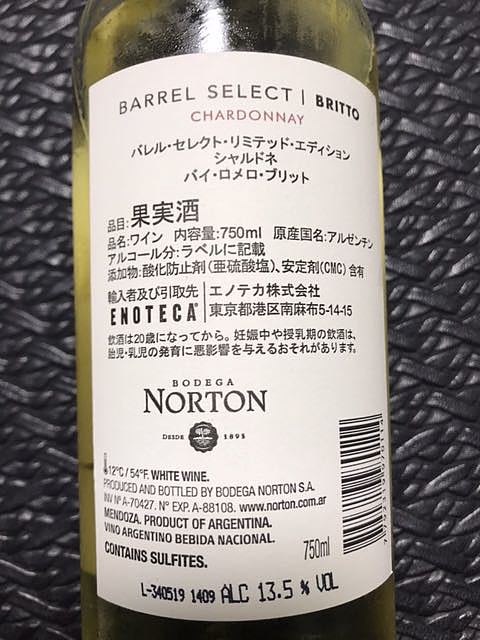 BARREL SELECT | BRITTO
CHARDONNAY
バレル・セレクト・リミテッド・エディション
シャルドネ
バイ・ロメロ・ブリット
品目:果実酒
品名:ワイン 内容量:750ml 原産国名:アルゼンチン
アルコール分:ラベルに記載
添加物:酸化防止剤(亜硫酸塩)、安定剤(CMC)含有
輸入者及び引取先
ENOTECA
エノテカ株式会社
東京都港区南麻布5-14-15
飲酒は20歳になってから。妊娠中や授乳期の飲酒は、
胎児・乳児の発育に悪影響を与えるおそれがあります。
BODEGA
NORTON
DESDE 1895
12°C / 54°F. WHITE WINE.
PRODUCED AND BOTTLED BY BODEGA NORTON S.A.
INV Nº A-70427. Nº EXP. A-88108. www.norton.com.ar
MENDOZA. PRODUCT OF ARGENTINA.
VINO ARGENTINO BEBIDA NACIONAL.
CONTAINS SULFITES.
750ml
L-340519 1409 ALC 13.5 % VOL